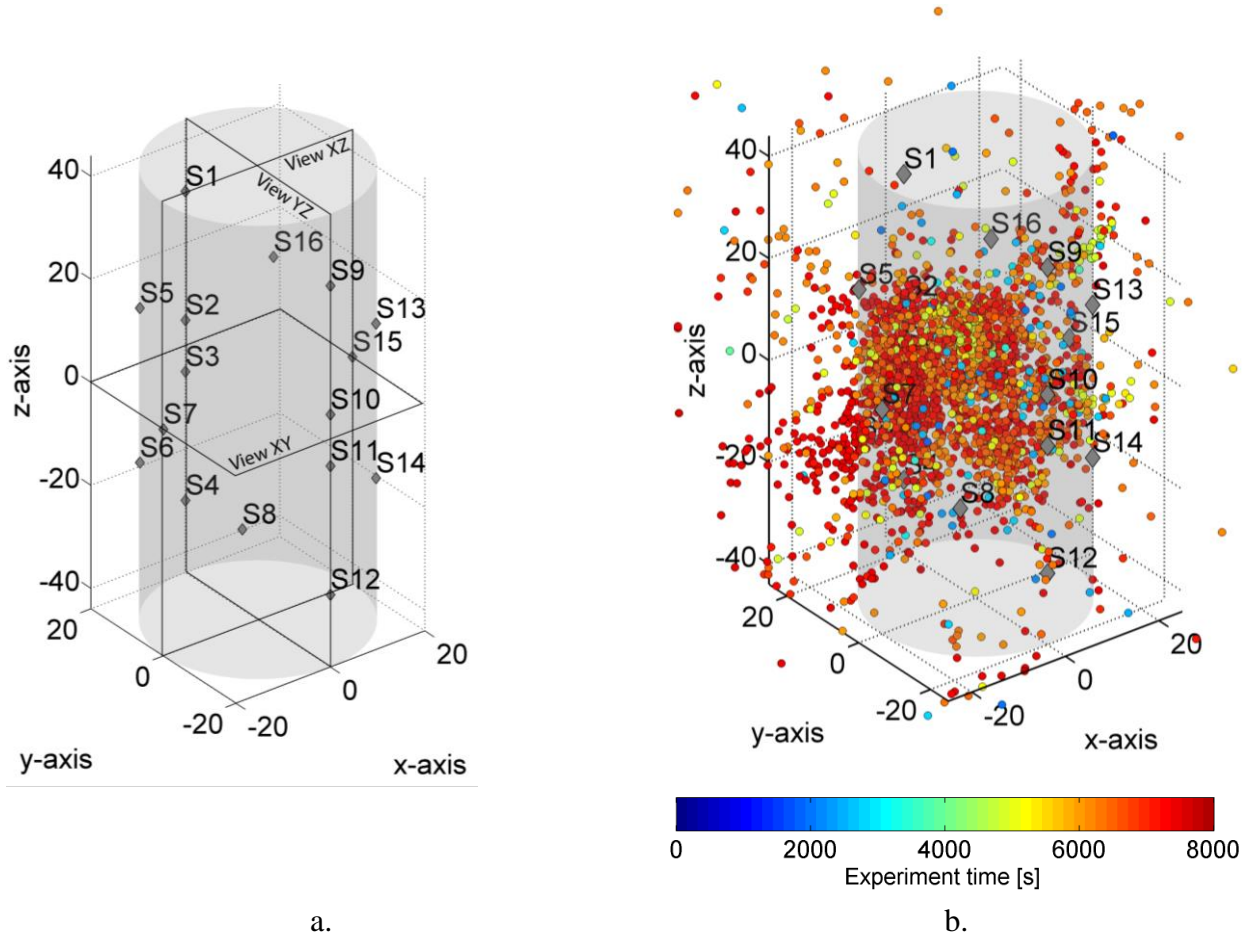 View XZ
View YZ
40
S1
S16
20
S9
S5
S2
S13
z-axis
S15
0
S3
S7
S10
S6
View XY
S11
S14
-20
S4
S8
-40
S12
20
0
-20
-20
0
20
y-axis
x-axis
40
S1
S16
20
S9
S5
S13
S15
z-axis
0
S10
S7
S11
S14
-20
S8
-40
S12
20
0
-20
-20
0
20
y-axis
x-axis
0 2000 4000 6000 8000
Experiment time [s]
a. b.